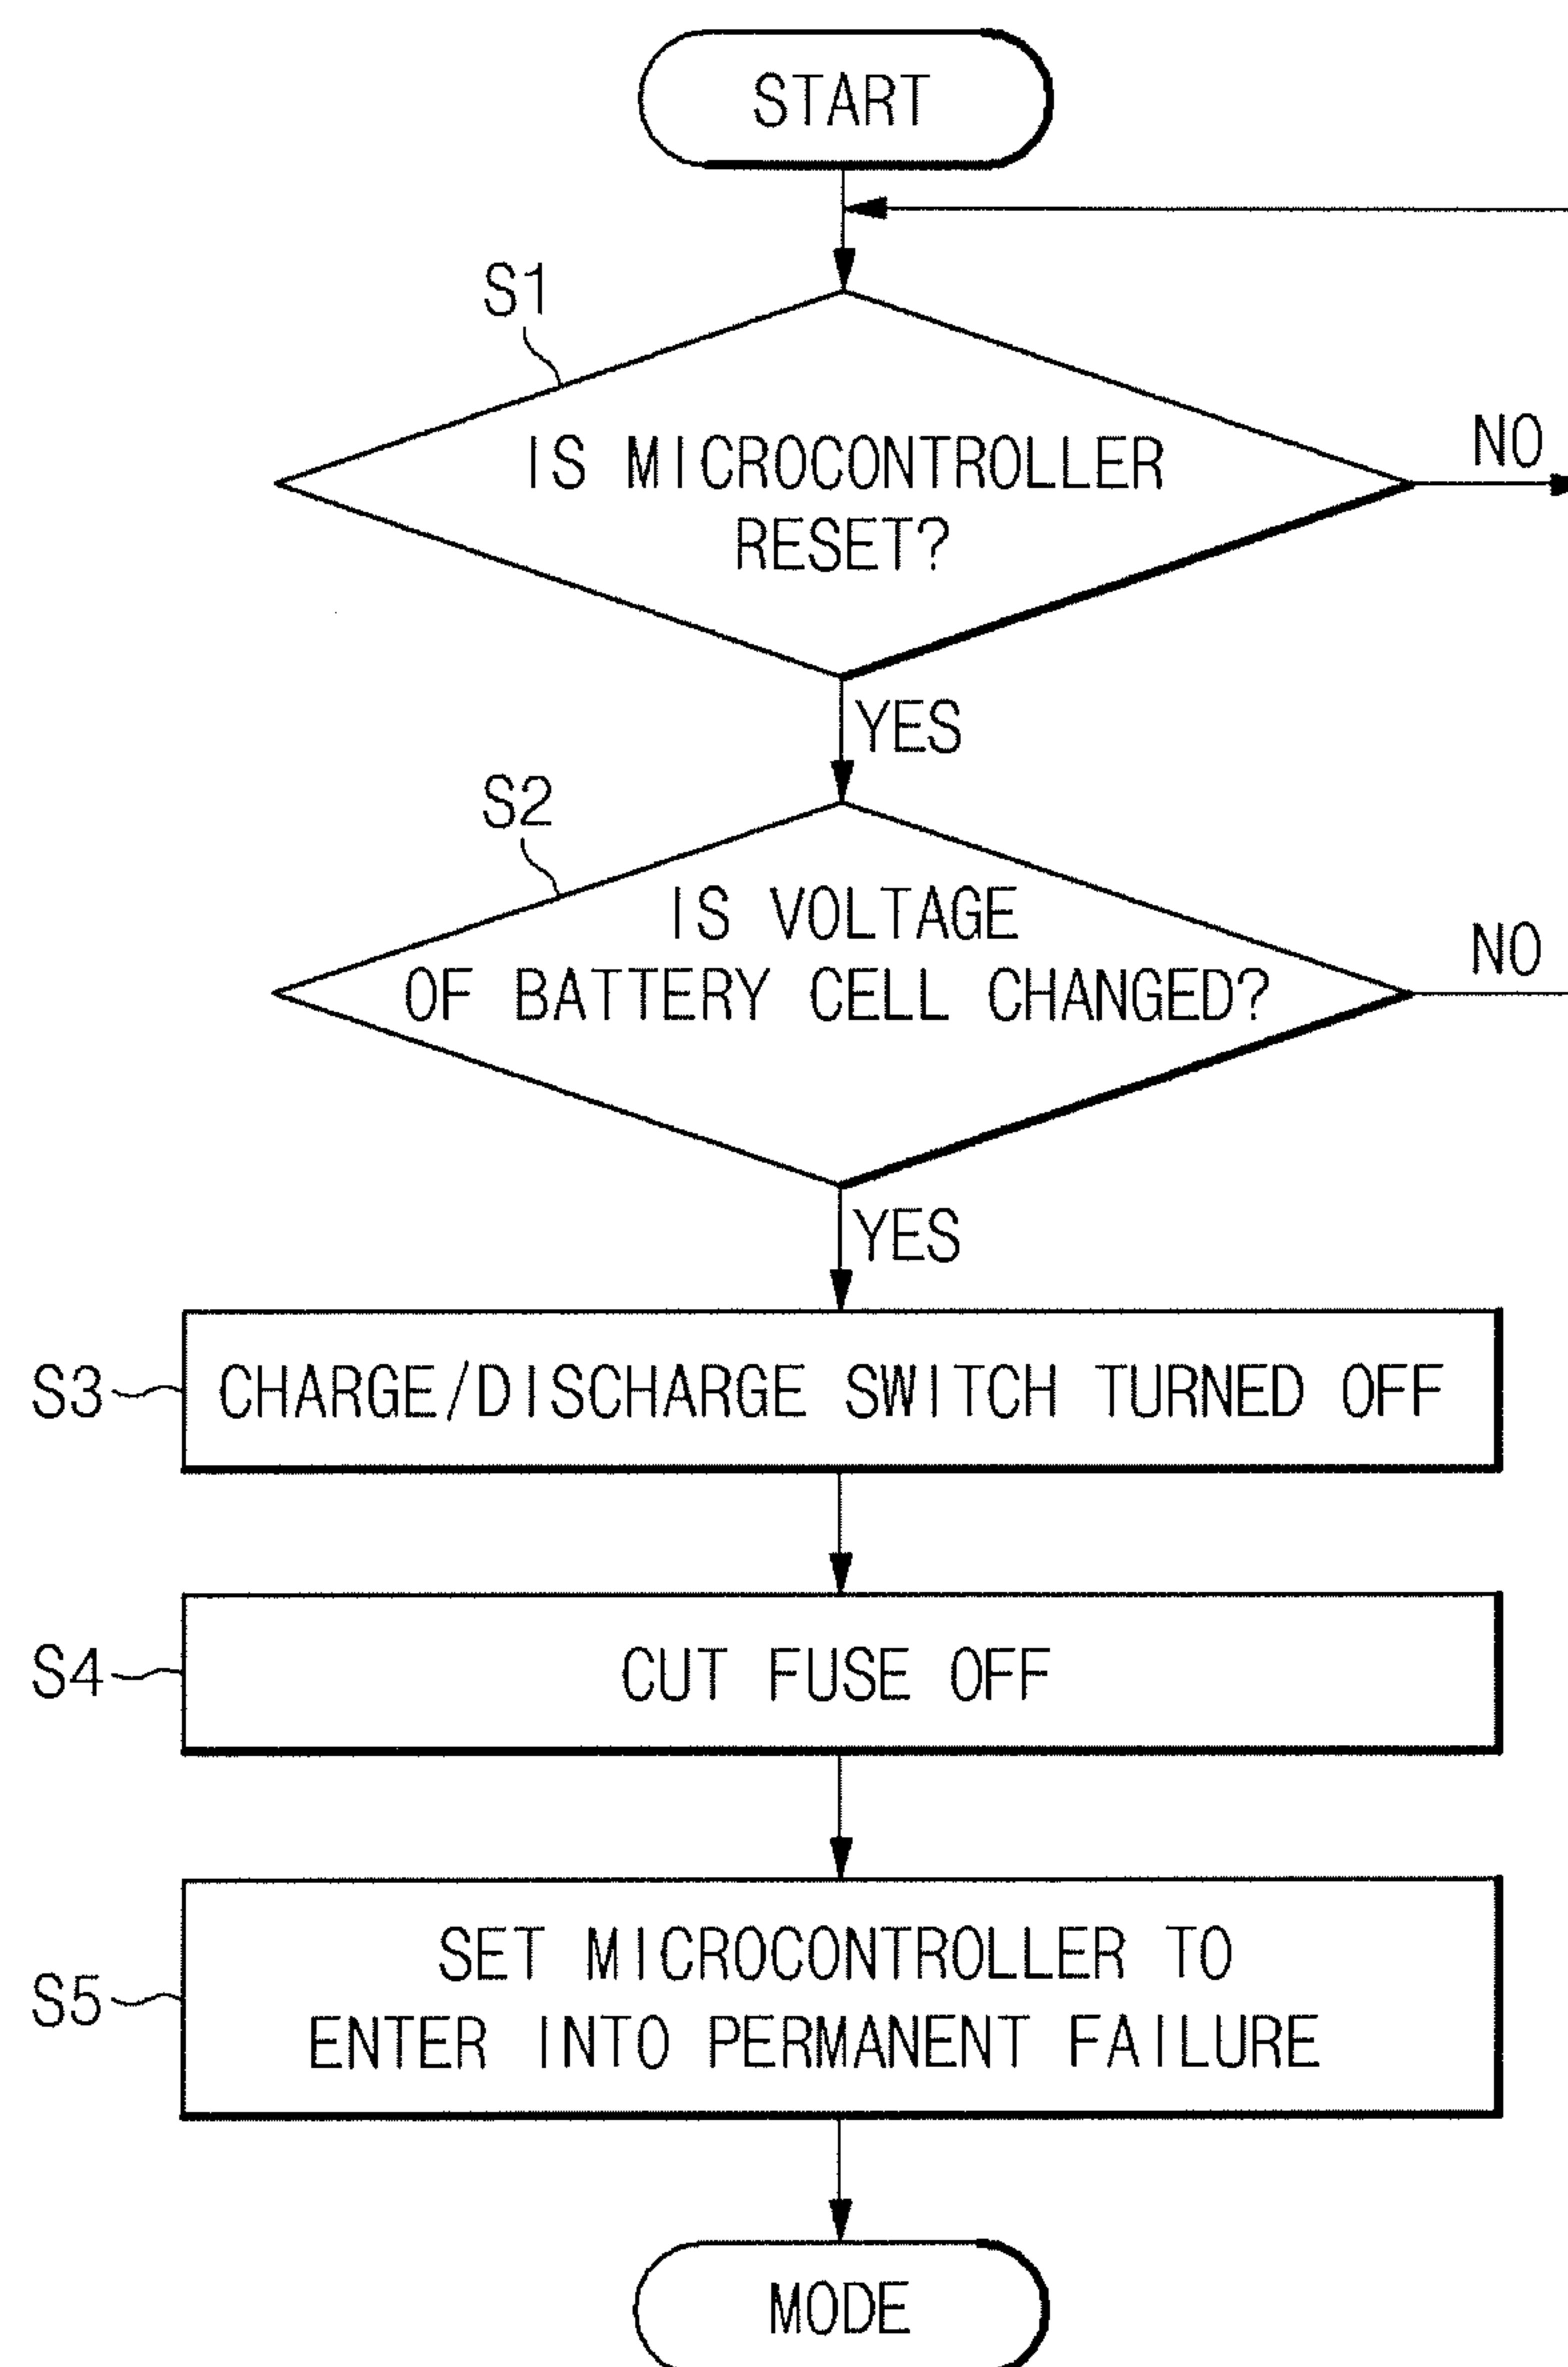 START
S1
IS MICROCONTROLLER
RESET?
NO
YES
S2
IS VOLTAGE
OF BATTERY CELL CHANGED?
NO
YES
S3
CHARGE/DISCHARGE SWITCH TURNED OFF
S4
CUT FUSE OFF
S5
SET MICROCONTROLLER TO
ENTER INTO PERMANENT FAILURE
MODE